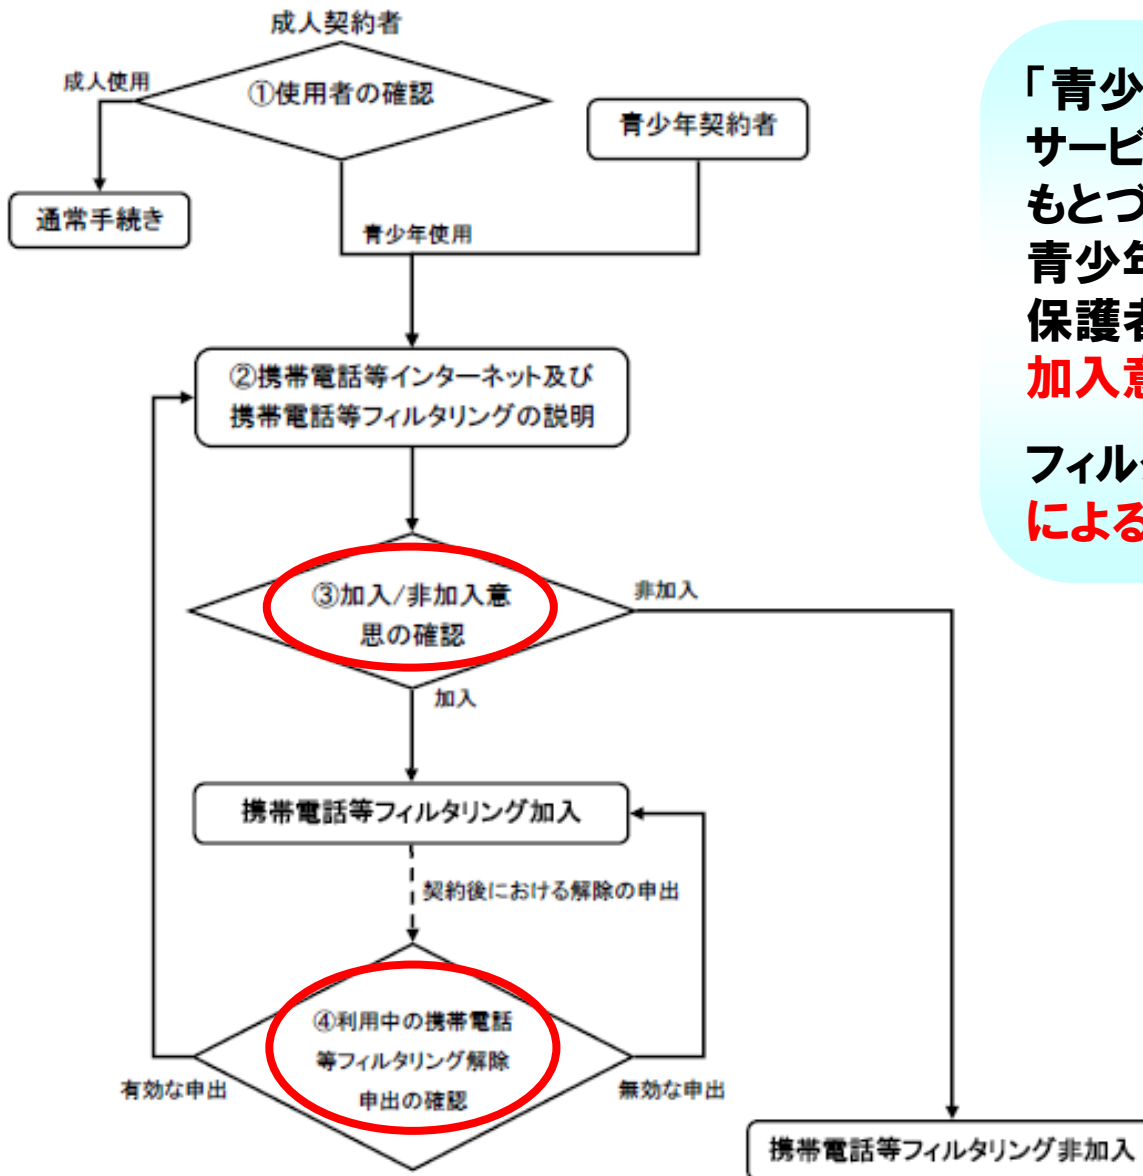 成人契約者
成人使用
①使用者の確認
青少年契約者
通常手続き
青少年使用
②携帯電話等インターネット及び
携帯電話等フィルタリングの説明
③加入/非加入意
思の確認
非加入
加入
携帯電話等フィルタリング加入
契約後における解除の申出
④利用中の携帯電話
等フィルタリング解除
申出の確認
有効な申出
無効な申出
携帯電話等フィルタリング非加入
「青少
サービ
もとづ
青少年
保護者
加入意
フィルタ
による